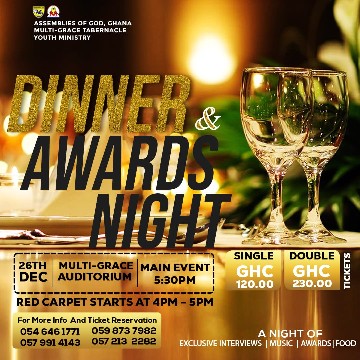 ASSEMBLIES OF GOD, GHANA
MULTI-GRACE TABERNACLE
YOUTH MINISTRY
DINNER
&
AWARDS
NIGHT
26TH
DEC
MULTI-GRACE
AUDITORIUM
MAIN EVENT
5:30PM
SINGLE
GHC
120.00
DOUBLE
GHC
230.00
TICKETS
RED CARPET STARTS AT 4PM – 5PM
For More Info And Ticket Reservation
054 646 1771 059 873 7982
057 991 4143 057 213 2282
A NIGHT OF
EXCLUSIVE INTERVIEWS | MUSIC | AWARDS | FOOD